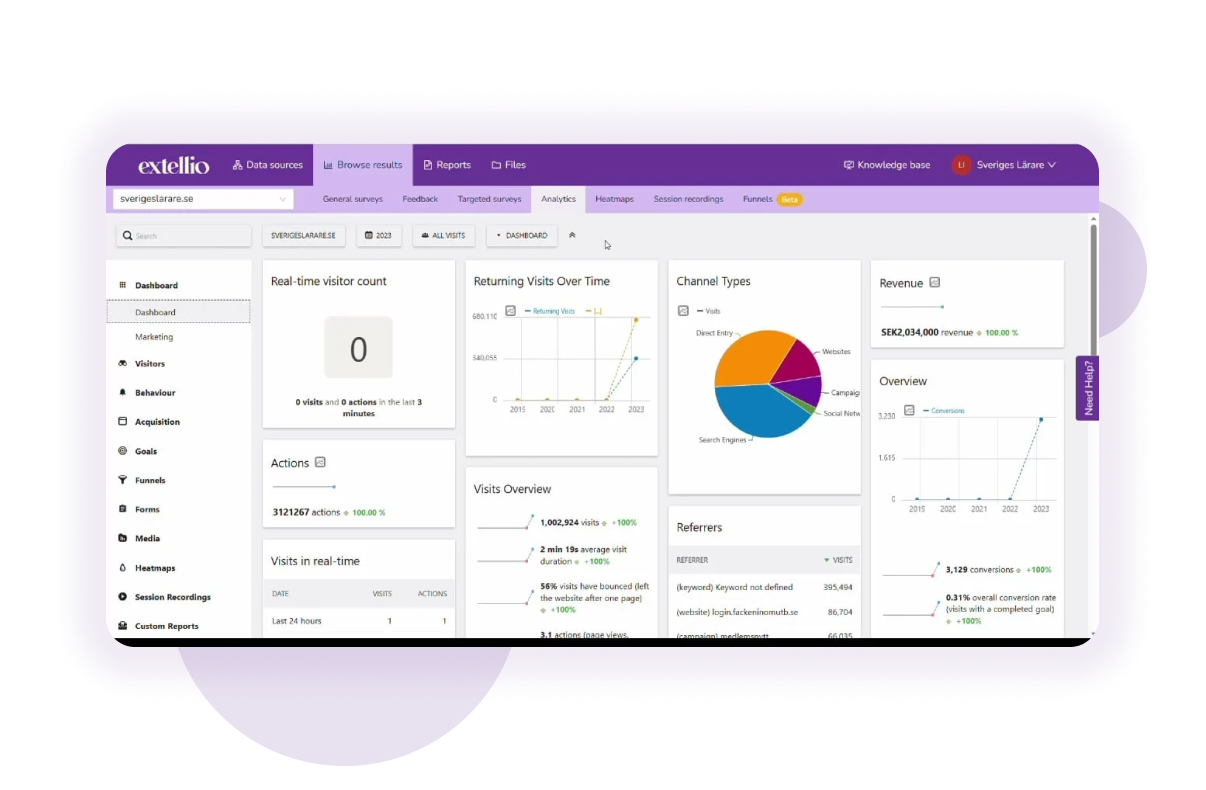 extellio
Data sources
Browse results
Reports
Files
Knowledge base
LI
Sveriges Lärare
sverigeslarare.se
General surveys
Feedback
Targeted surveys
Analytics
Heatmaps
Session recordings
Funnels
Beta
Search
SVERIGESLARARE.SE
2023
ALL VISITS
DASHBOARD
Dashboard
Dashboard
Marketing
Visitors
Behaviour
Acquisition
Goals
Funnels
Forms
Media
Heatmaps
Session Recordings
Custom Reports
Real-time visitor count
0
0 visits and 0 actions in the last 3
minutes
Actions
3121267 actions 100.00 %
Visits in real-time
DATE VISITS ACTIONS
Last 24 hours 1 1
Returning Visits Over Time
Returning Visits [...]
680,110
340,055
0
2019 2020 2021 2022 2023
Visits Overview
1,002,924 visits +100%
2 min 19s average visit
duration +100%
56% visits have bounced (left
the website after one page)
+100%
3.1 actions (page views,
Channel Types
Visits
Direct Entry
Websites
Campaig
Social Netw
Search Engines
Referrers
REFERRER VISITS
(keyword) Keyword not defined 395,494
(website) login.fackeninomutb.se 86,704
(campaign) medlemsnytt 66,035
Revenue
SEK2,034,000 revenue 100.00 %
Overview
Conversions
3,230
1,615
0
2019 2020 2021 2022 2023
3,129 conversions +100%
0.31% overall conversion rate
(visits with a completed goal)
+100%
Need Help?